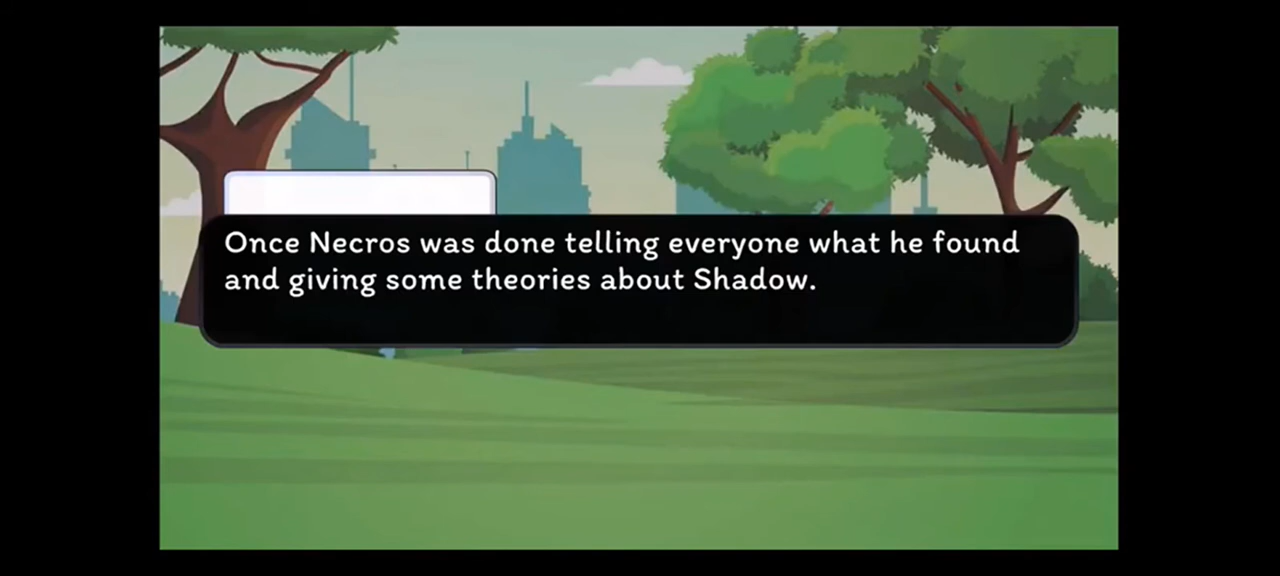 Once Necros was done telling everyone what he found
and giving some theories about Shadow.